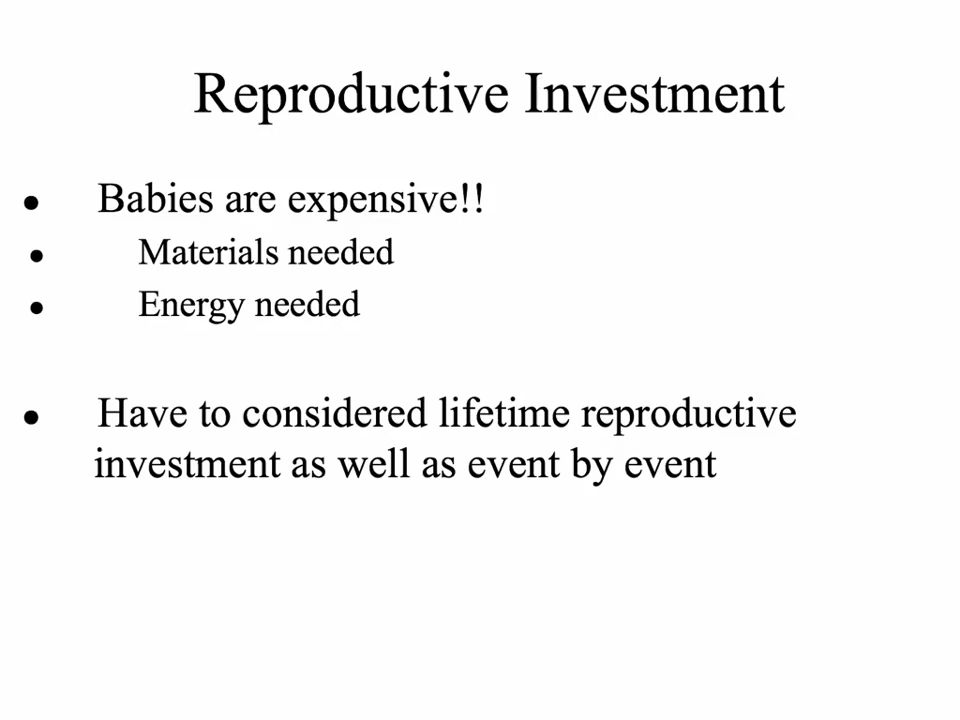 Reproductive Investment
• Babies are expensive!!
• Materials needed
• Energy needed
• Have to considered lifetime reproductive
investment as well as event by event